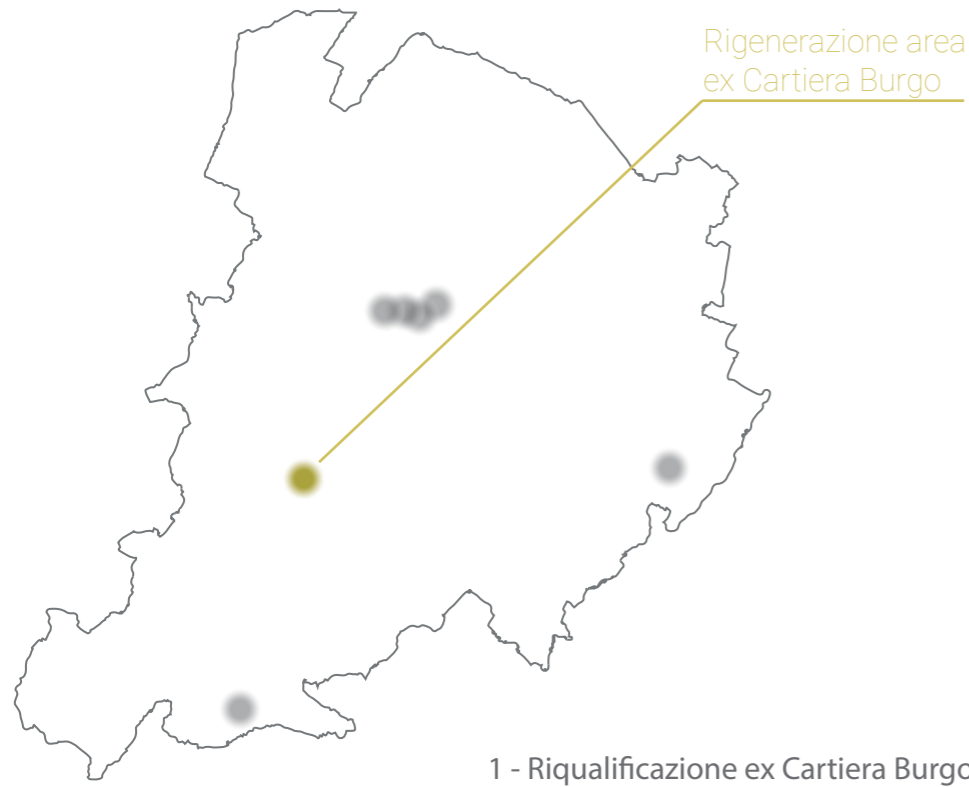 Rigenerazione area
ex Cartiera Burgo
1 - Riqualificazione ex Cartiera Burgo